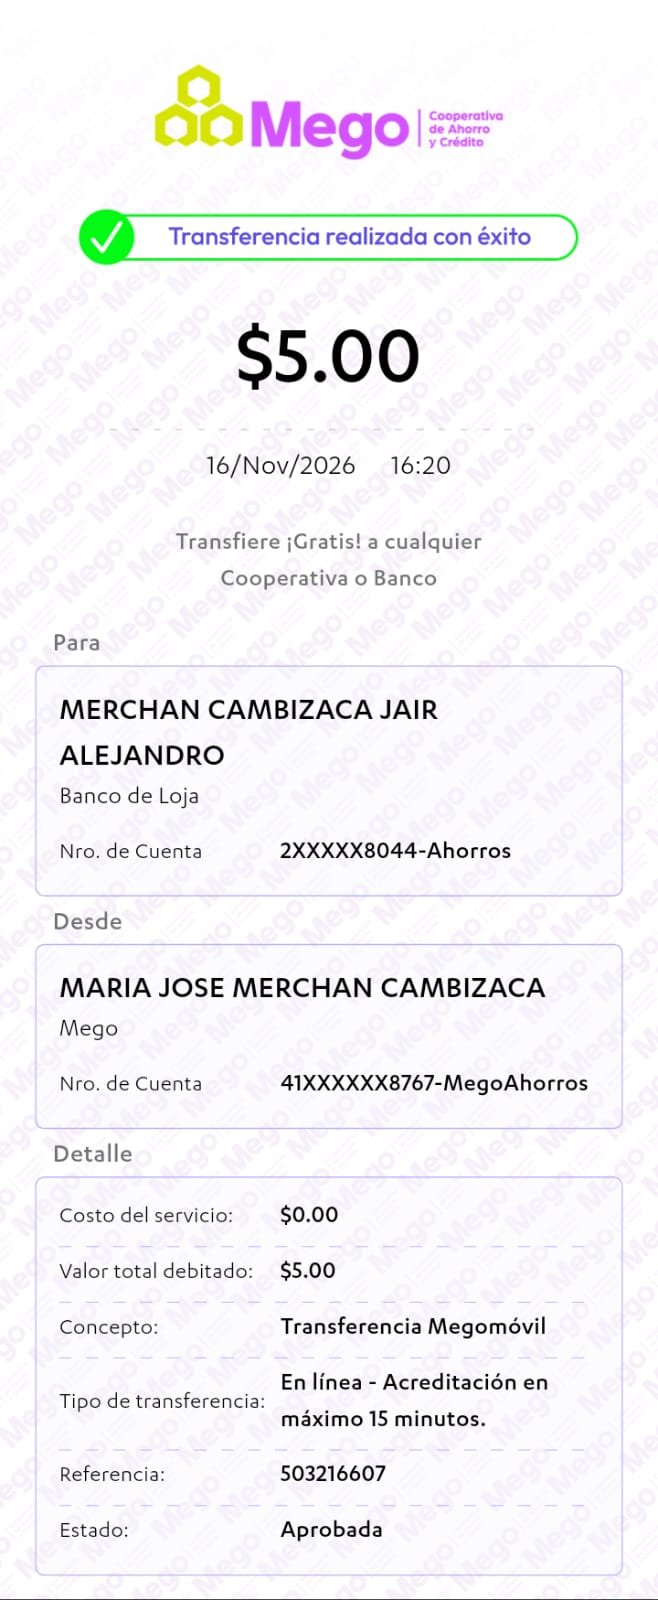 Mego
Cooperativa
de Ahorro
y Crédito
Transferencia realizada con éxito
$5.00
16/Nov/2026 16:20
Transfiere ¡Gratis! a cualquier
Cooperativa o Banco
Para
MERCHAN CAMBIZACA JAIR
ALEJANDRO
Banco de Loja
Nro. de Cuenta 2XXXXX8044-Ahorros
Desde
MARIA JOSE MERCHAN CAMBIZACA
Mego
Nro. de Cuenta 41XXXXXX8767-MegoAhorros
Detalle
Costo del servicio: $0.00
Valor total debitado: $5.00
Concepto: Transferencia Megomóvil
Tipo de transferencia: En línea - Acreditación en
máximo 15 minutos.
Referencia: 503216607
Estado: Aprobada